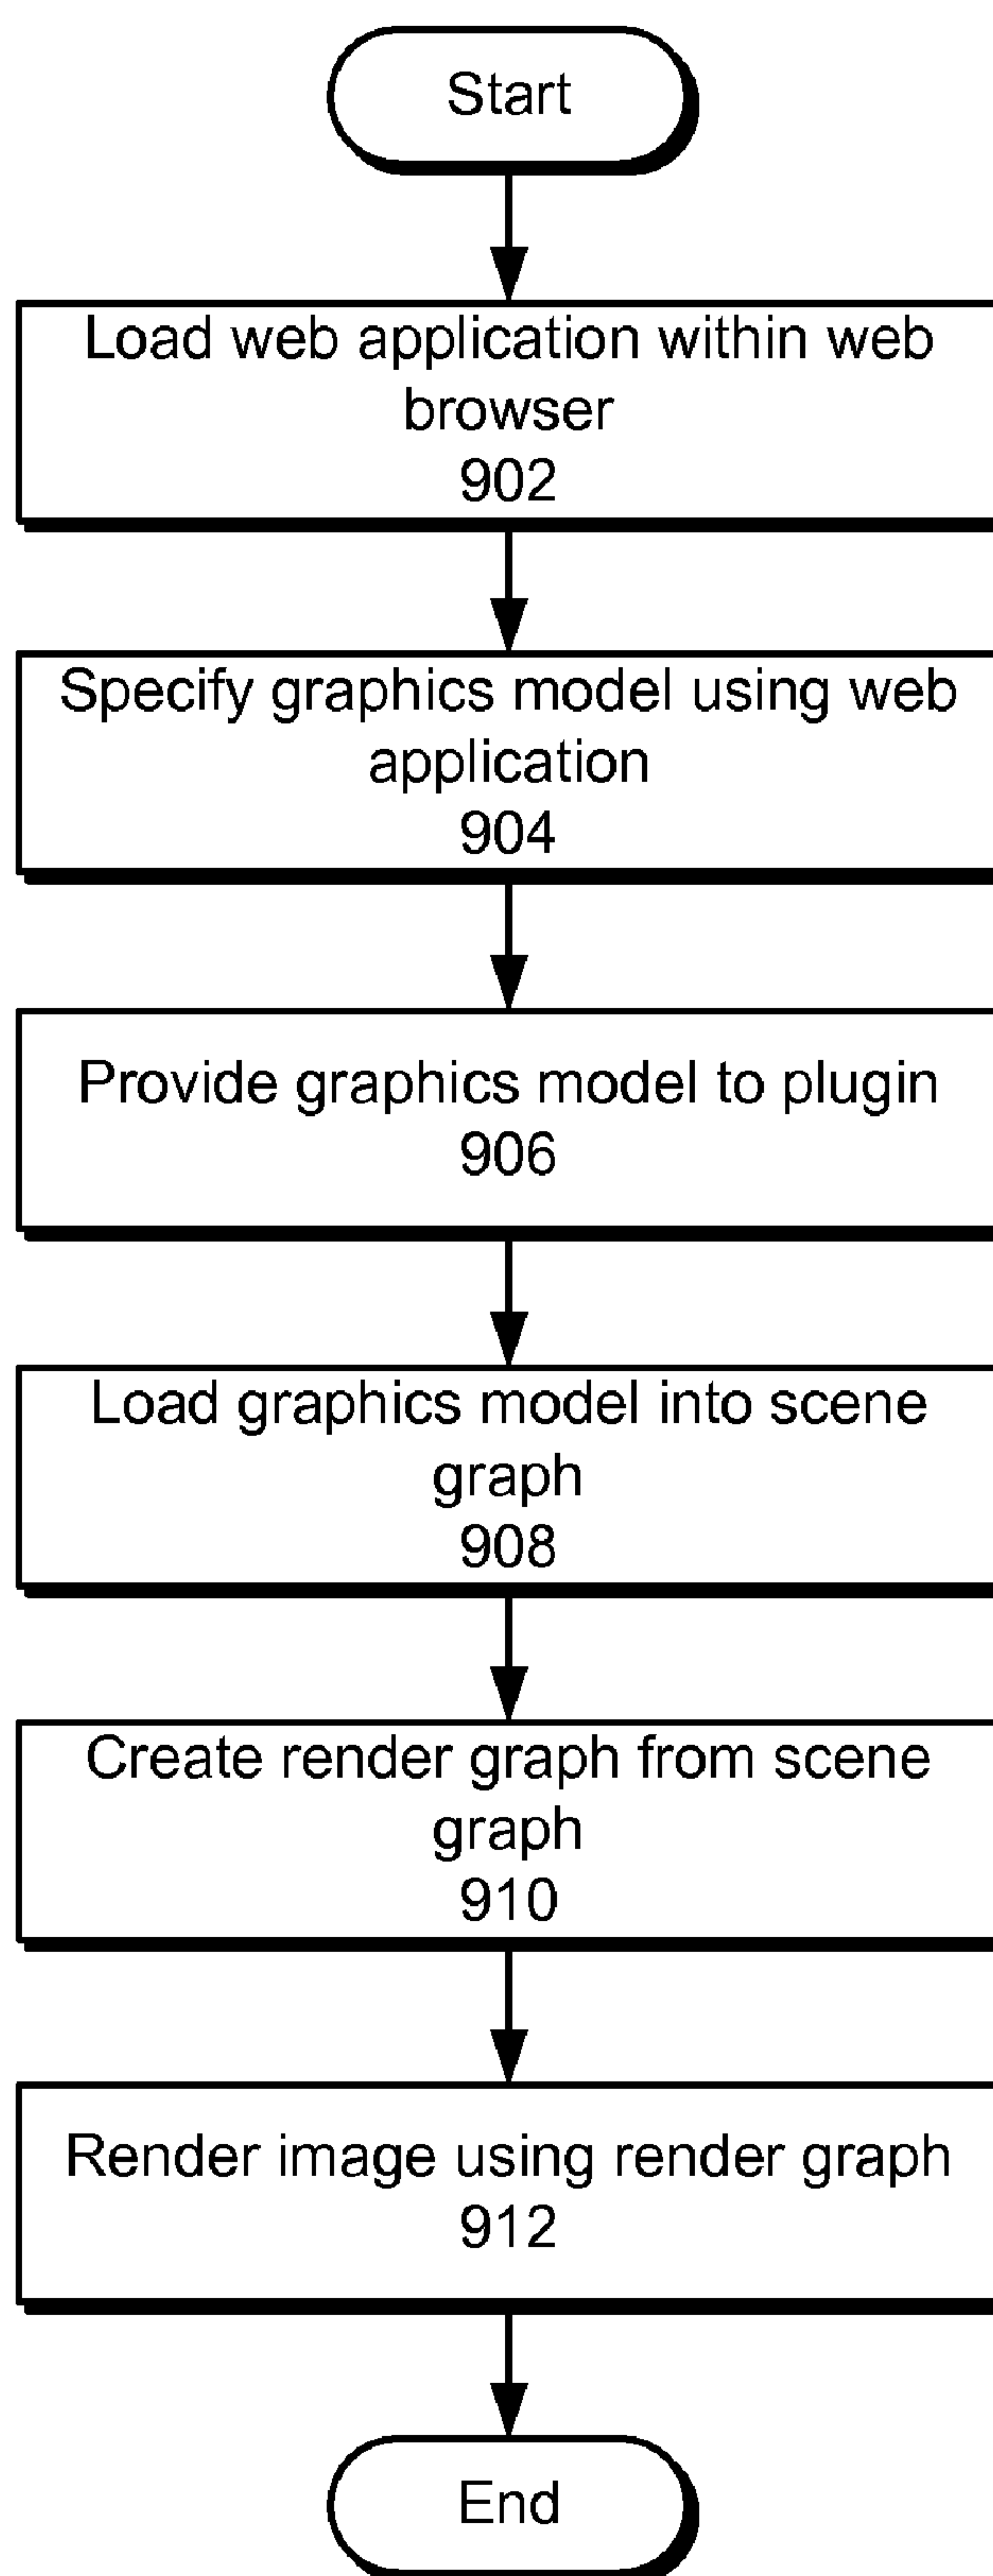 Start
Load web application within web
browser
902
Specify graphics model using web
application
904
Provide graphics model to plugin
906
Load graphics model into scene
graph
908
Create render graph from scene
graph
910
Render image using render graph
912
End